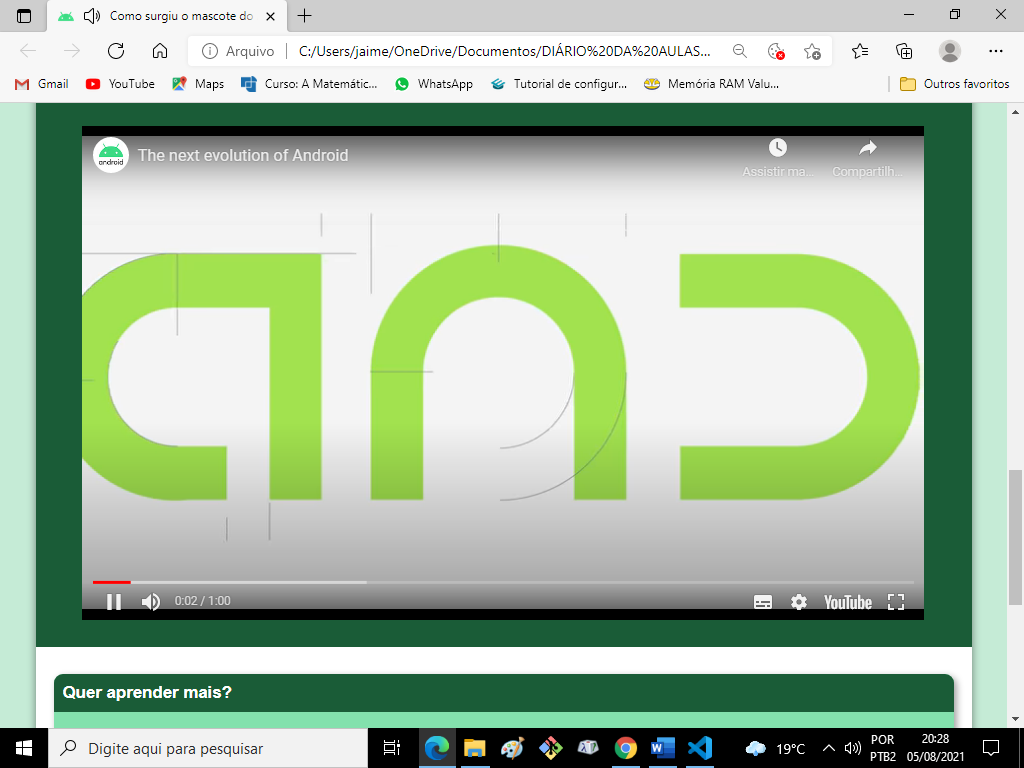 Como surgiu o mascote do
Arquivo
C:/Users/jaime/OneDrive/Documentos/DIÁRIO%20DA%20AULAS...
Gmail
YouTube
Maps
Curso: A Matemátic...
WhatsApp
Tutorial de configur...
Memória RAM Valu...
Outros favoritos
android
The next evolution of Android
Assistir ma...
Compartilh...
0:02 / 1:00
YouTube
Quer aprender mais?
Digite aqui para pesquisar
19°C
POR
PTB2
20:28
05/08/2021